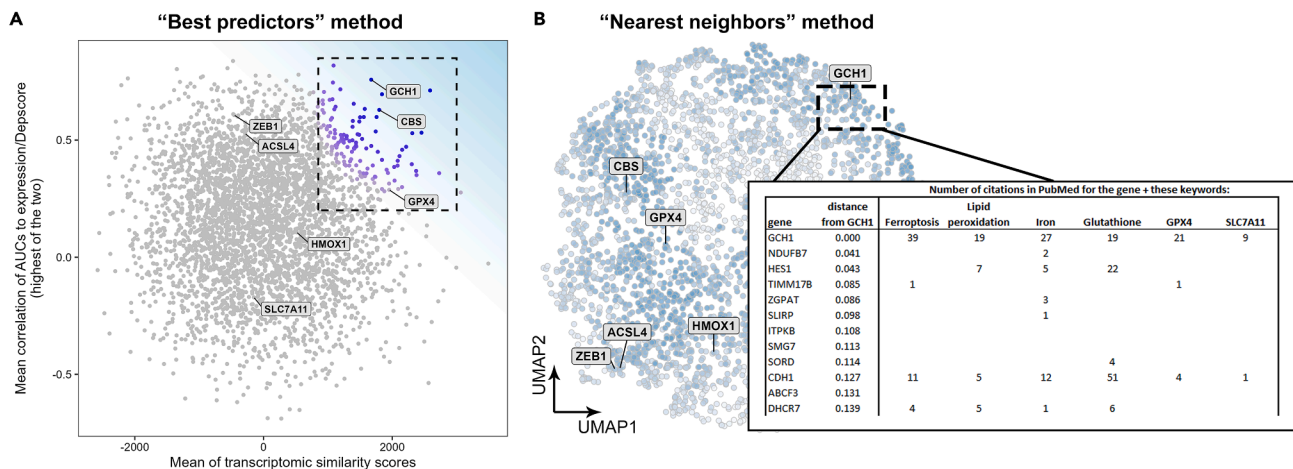 A
“Best predictors” method
Mean correlation of AUCs to expression/Depscore
(highest of the two)
0.5
0.0
-0.5
-2000
0
2000
Mean of transcriptomic similarity scores
GCH1
CBS
ZEB1
ACSL4
GPX4
HMOX1
SLC7A11
B
“Nearest neighbors” method
GCH1
CBS
GPX4
ACSL4
HMOX1
ZEB1
UMAP2
UMAP1
Number of citations in PubMed for the gene + these keywords:
distance Lipid
gene from GCH1 Ferroptosis peroxidation Iron Glutathione GPX4 SLC7A11
GCH1 0.000 39 19 27 19 21 9
NDUFB7 0.041 2
HES1 0.043 7 5 22
TIMM17B 0.085 1 1
ZGPAT 0.086 3
SLIRP 0.098 1
ITPKB 0.108
SMG7 0.113
SORD 0.114 4
CDH1 0.127 11 5 12 51 4 1
ABCF3 0.131
DHCR7 0.139 4 5 1 6